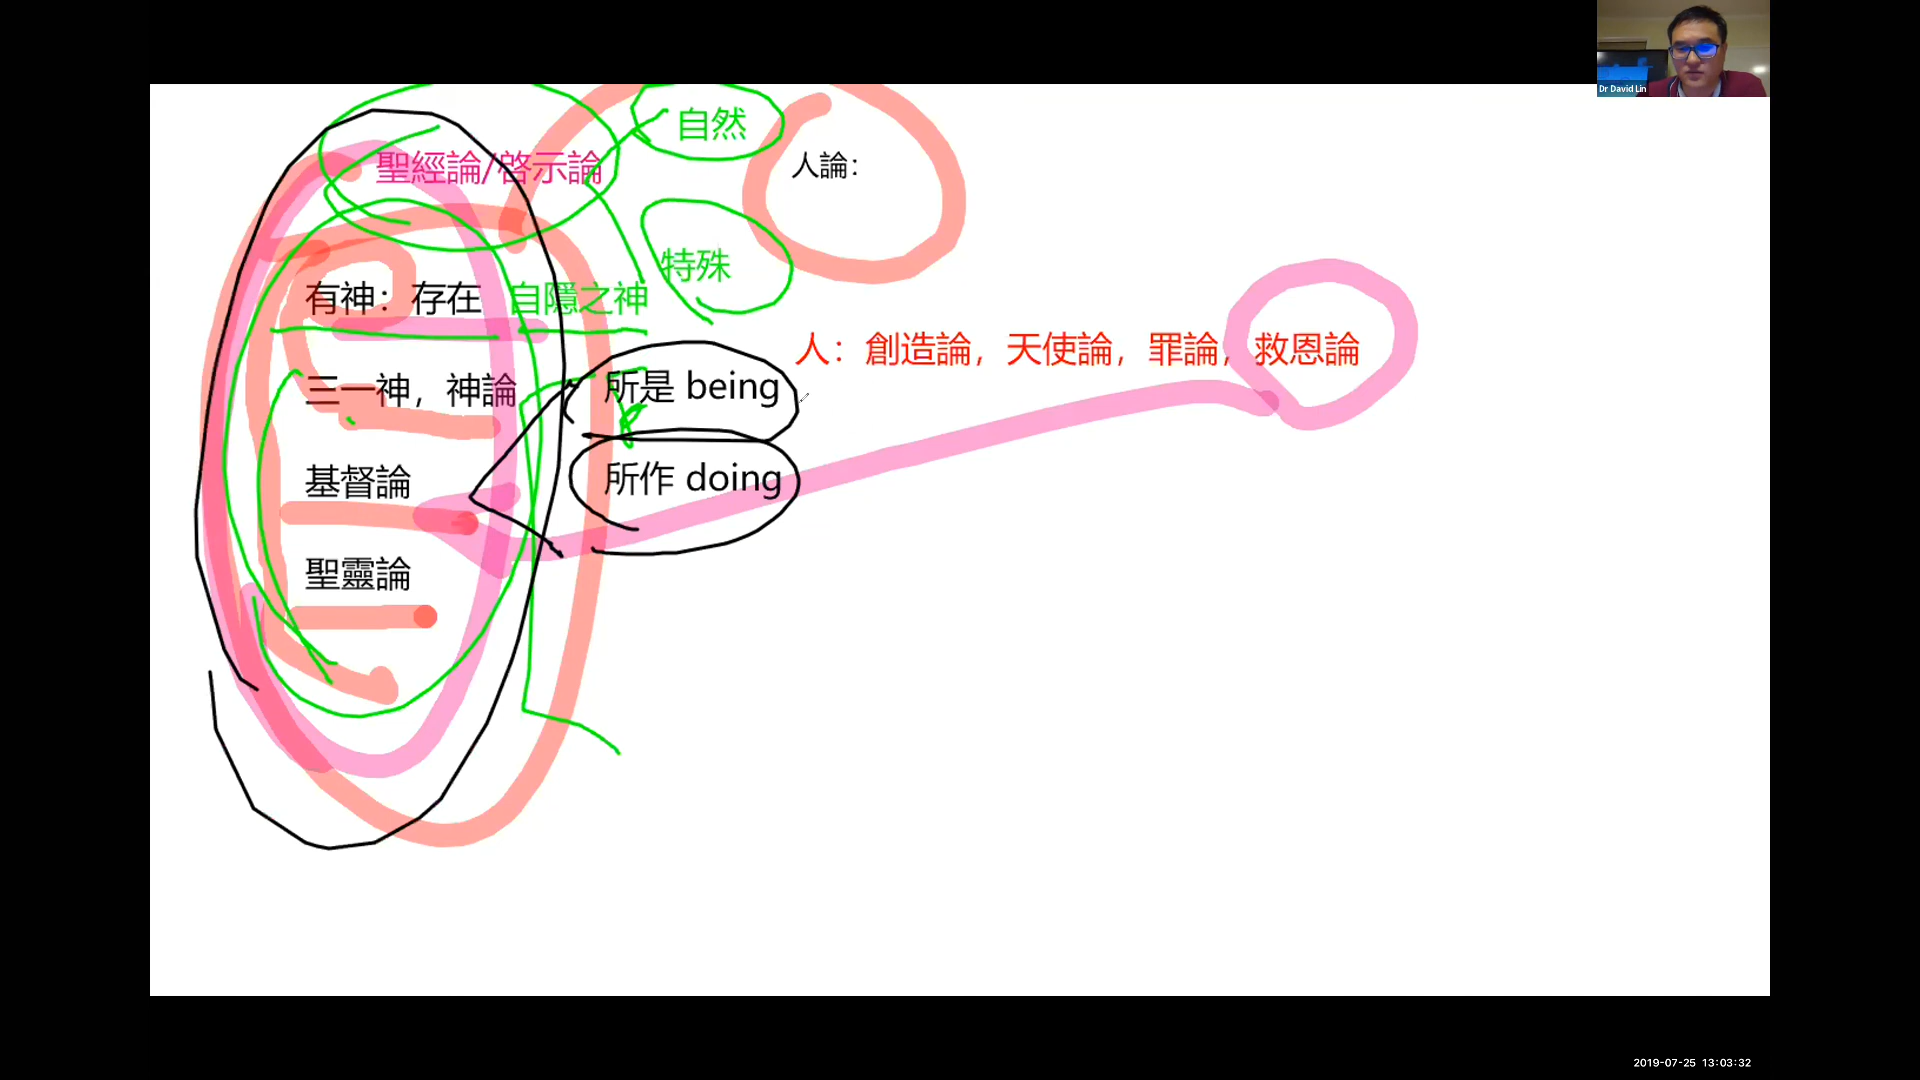 Dr David Lin
自然
聖經論/啓示論
人論：
特殊
有神：存在 自隱之神
人：創造論，天使論，罪論，救恩論
三一神，神論
所是 being
基督論
所作 doing
聖靈論
2019-07-25 13:03:32